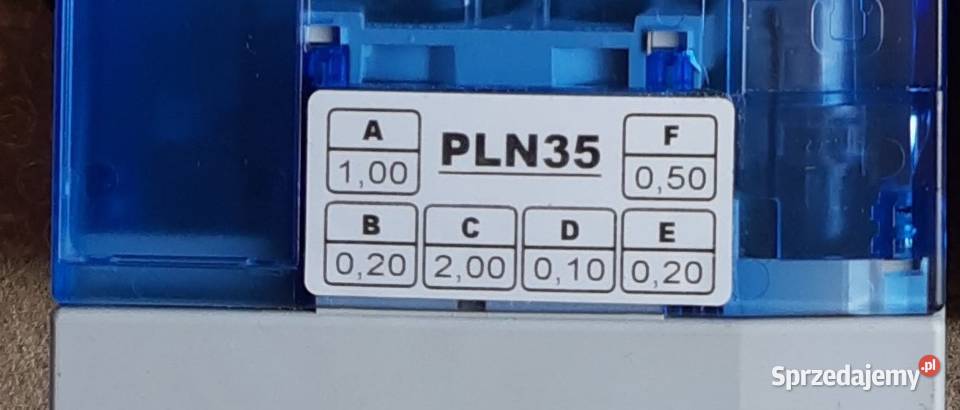 A PLN35 F
1,00 0,50
B C D E
0,20 2,00 0,10 0,20
Sprzedajemy.pl